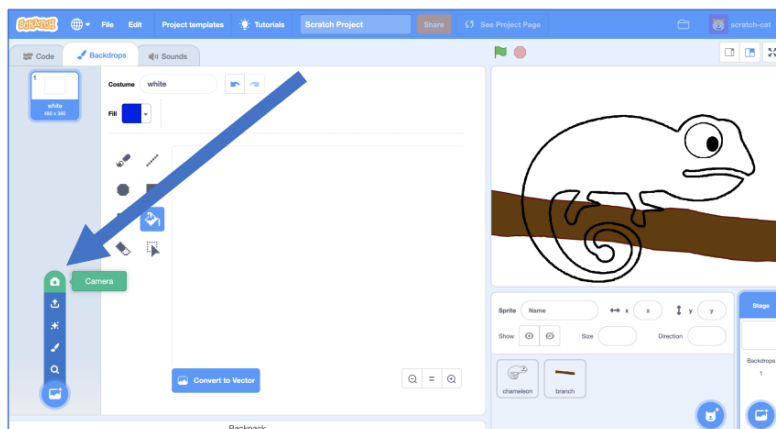 SCRATCH File Edit Project templates Tutorials Scratch Project Share See Project Page scratch-cat
Code Backdrops Sounds
1
white
480 x 360
Costume white
Fill
Camera
Convert to Vector
Backpack
Sprite Name x x y y
Show Size Direction
chameleon branch
Stage
Backdrops
1